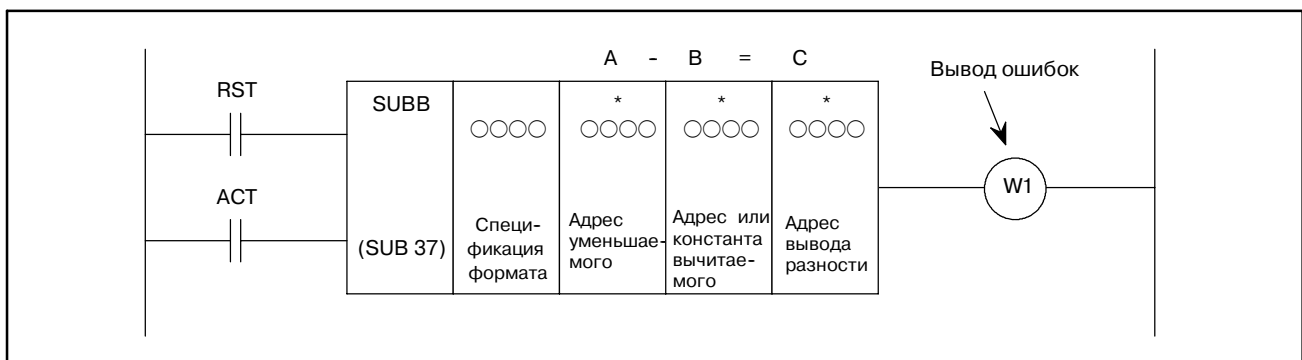 A - B = C
Вывод ошибок
RST
SUBB
*
*
*
○○○○
○○○○
○○○○
○○○○
W1
ACT
(SUB 37)
Специ-
фикация
формата
Адрес
уменьшае-
мого
Адрес или
константа
вычитае-
мого
Адрес
вывода
разности